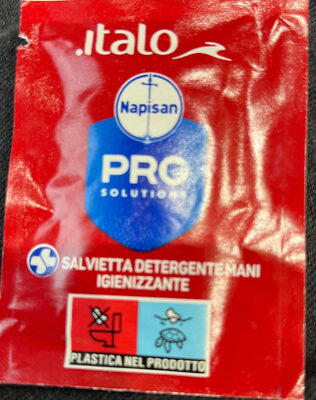 .italo
Napisan
PRO
SOLUTIONS
SALVIETTA DETERGENTE MANI
IGIENIZZANTE
PLASTICA NEL PRODOTTO